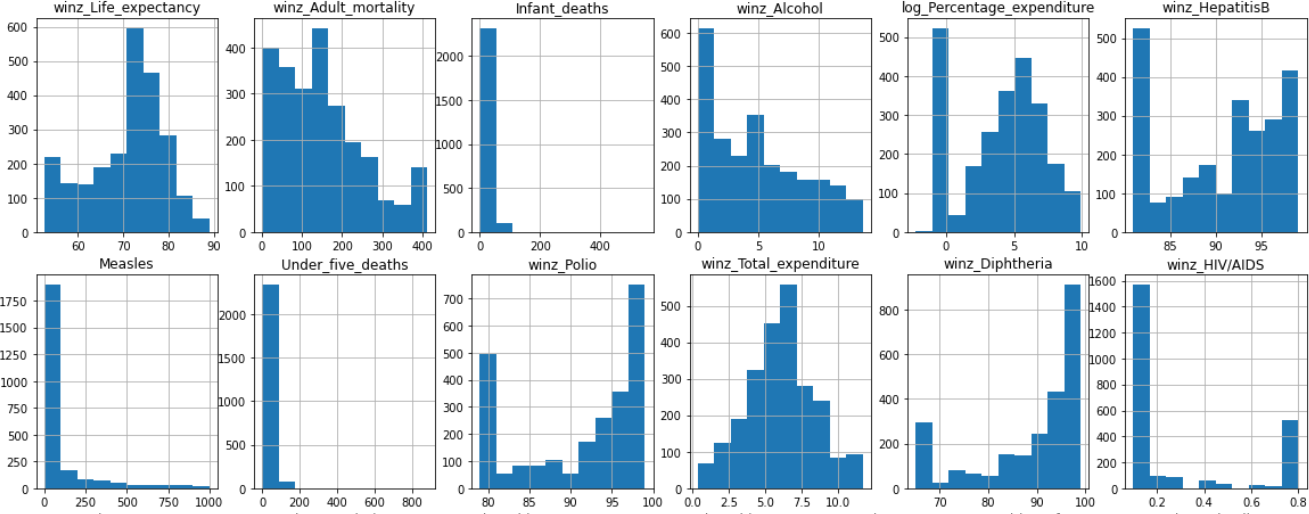 winz_Life_expectancy winz_Adult_mortality Infant_deaths winz_Alcohol log_Percentage_expenditure winz_HepatitisB
600 500 400 300 200 100 0
60 70 80 90
400 300 200 100 0
0 100 200 300 400
2000 1500 1000 500 0
0 200 400
600 500 400 300 200 100 0
0 5 10
500 400 300 200 100 0
0 5 10
500 400 300 200 100 0
85 90 95
Measles Under_five_deaths winz_Polio winz_Total_expenditure winz_Diphtheria winz_HIV/AIDS
1750 1500 1250 1000 750 500 250 0
0 200 400 600 800 1000
2000 1500 1000 500 0
0 200 400 600 800
700 600 500 400 300 200 100 0
80 85 90 95 100
500 400 300 200 100 0
0.0 2.5 5.0 7.5 10.0
800 600 400 200 0
70 80 90 100
1600 1400 1200 1000 800 600 400 200 0
0.2 0.4 0.6 0.8